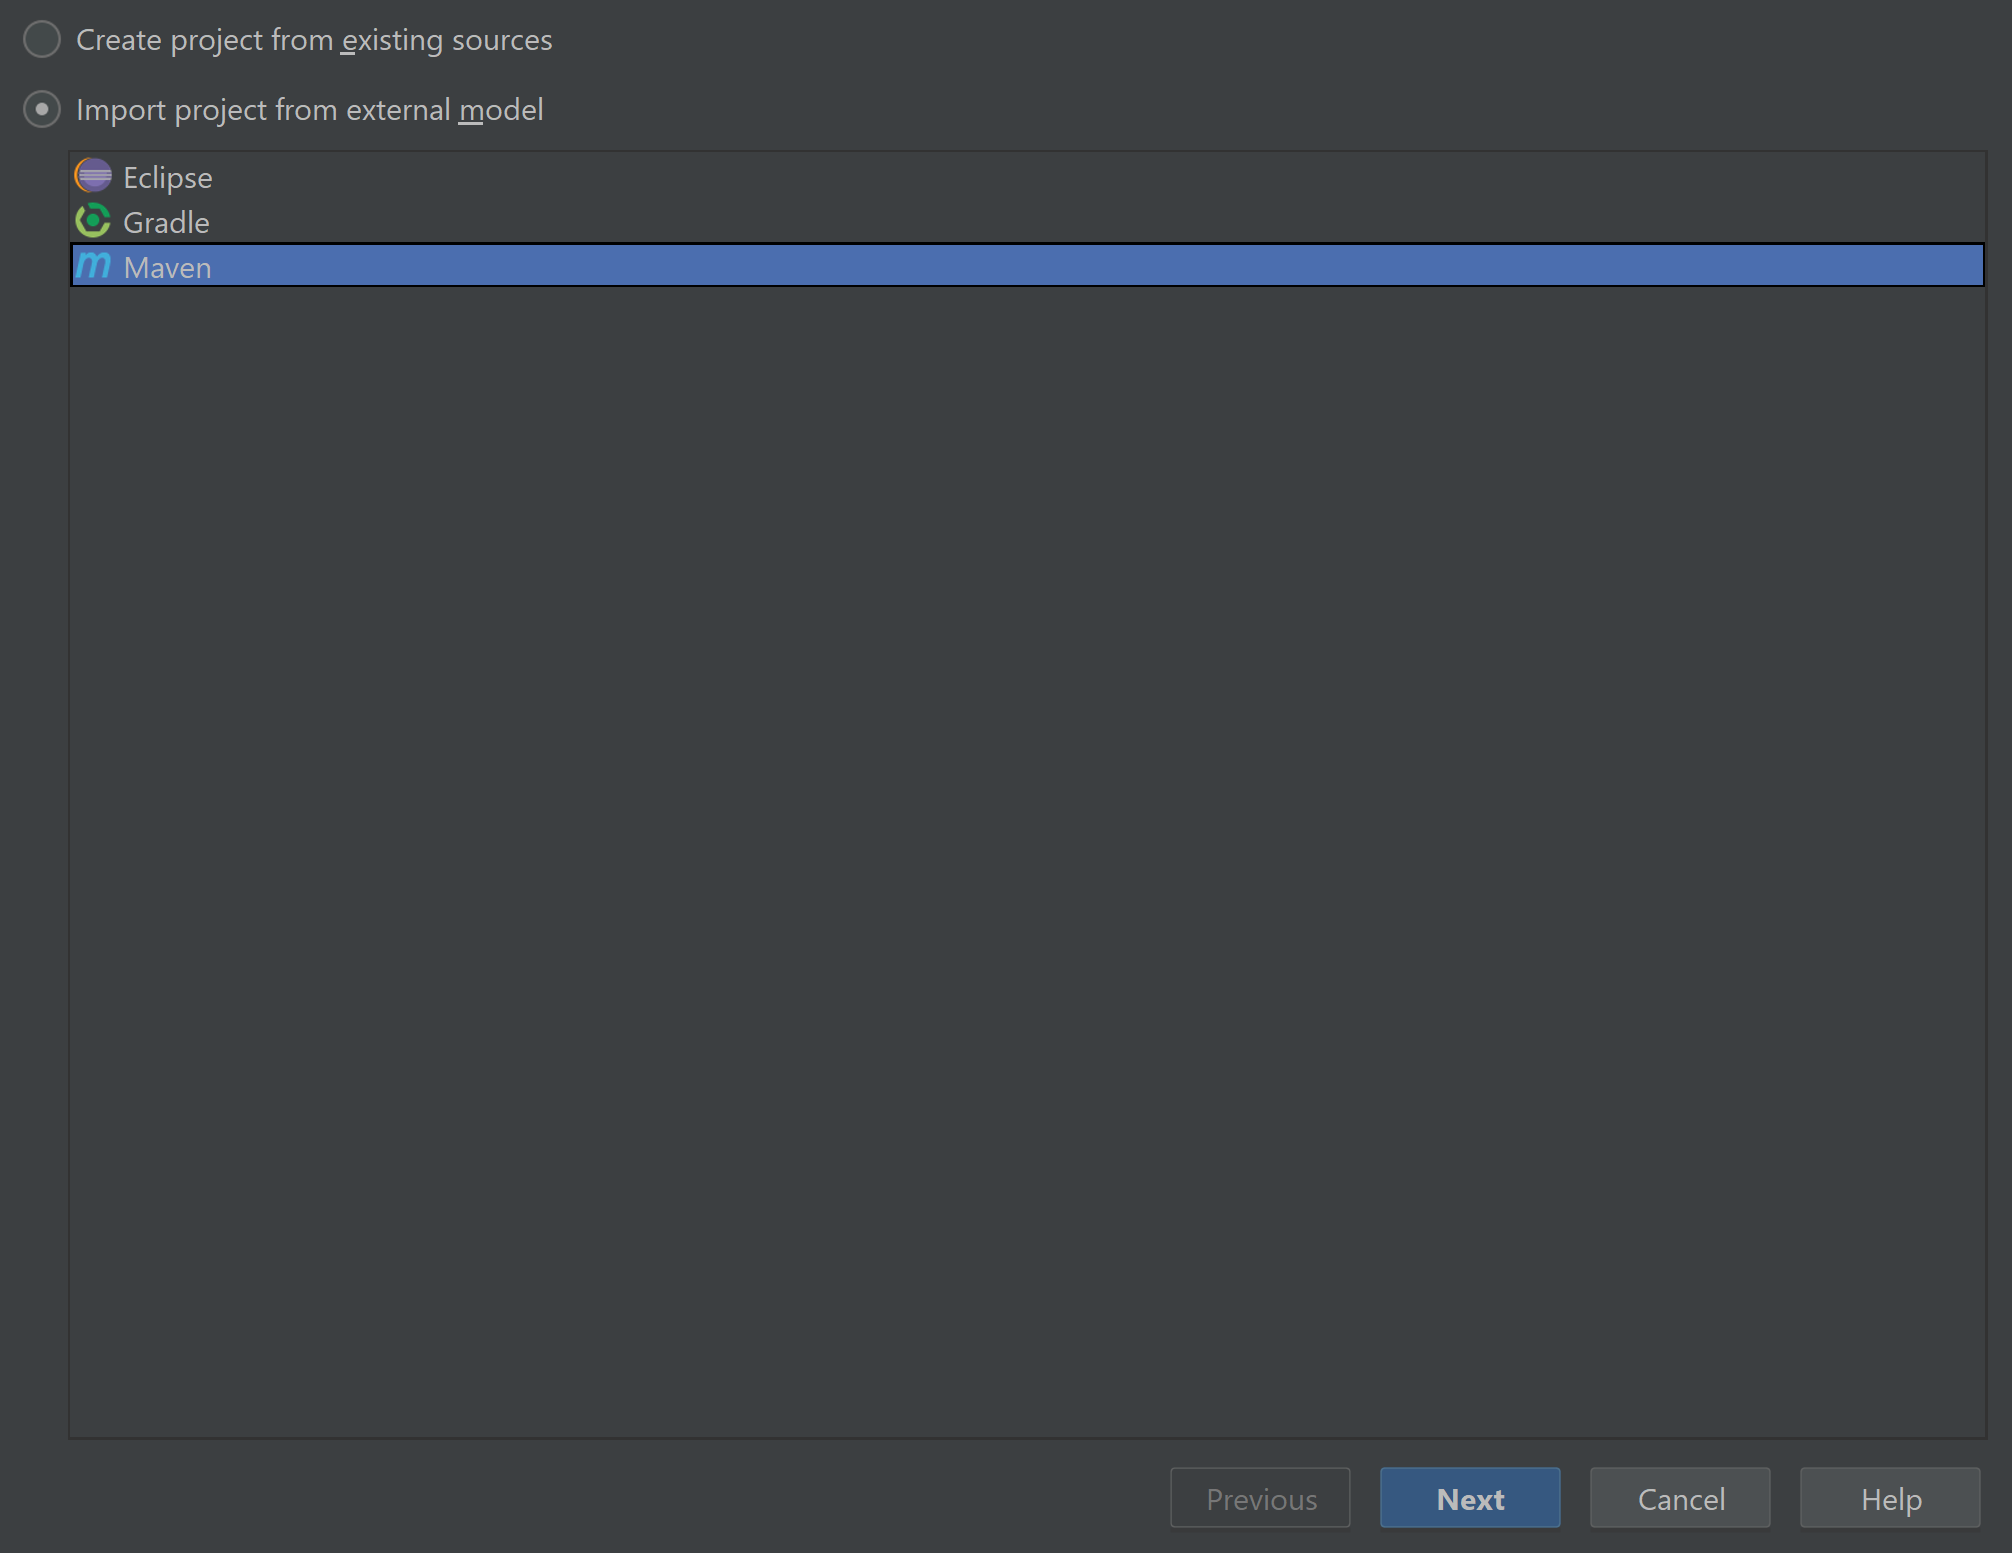 Create project from existing sources
Import project from external model
Eclipse
Gradle
m Maven
Previous Next Cancel Help